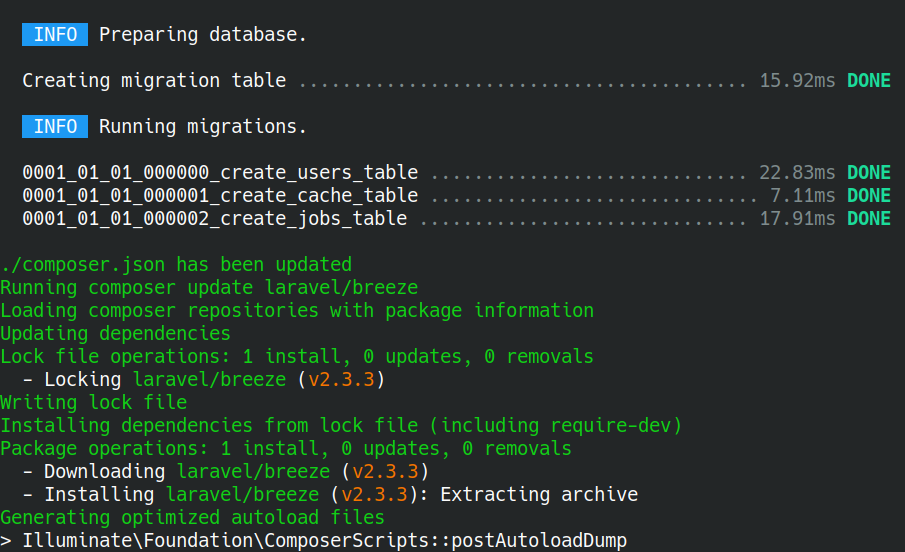 INFO Preparing database.
Creating migration table ......................................... 15.92ms DONE
INFO Running migrations.
0001_01_01_000000_create_users_table ............................. 22.83ms DONE
0001_01_01_000001_create_cache_table .............................. 7.11ms DONE
0001_01_01_000002_create_jobs_table .............................. 17.91ms DONE
./composer.json has been updated
Running composer update laravel/breeze
Loading composer repositories with package information
Updating dependencies
Lock file operations: 1 install, 0 updates, 0 removals
  - Locking laravel/breeze (v2.3.3)
Writing lock file
Installing dependencies from lock file (including require-dev)
Package operations: 1 install, 0 updates, 0 removals
  - Downloading laravel/breeze (v2.3.3)
  - Installing laravel/breeze (v2.3.3): Extracting archive
Generating optimized autoload files
> Illuminate\Foundation\ComposerScripts::postAutoloadDump